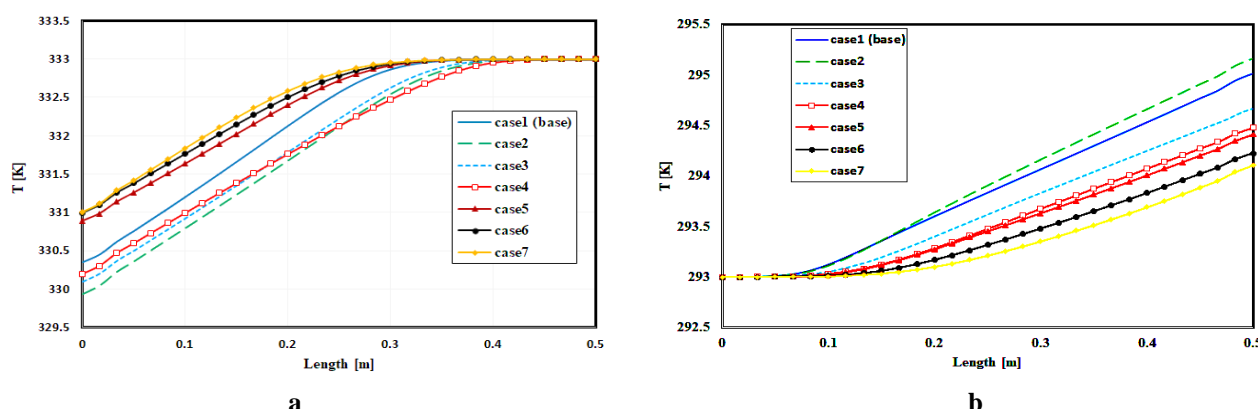 333.5
333
332.5
332
331.5
331
330.5
330
329.5
T [K]
0
0.1
0.2
0.3
0.4
0.5
Length [m]
case1 (base)
case2
case3
case4
case5
case6
case7
a
295.5
295
294.5
294
293.5
293
292.5
T [K]
0
0.1
0.2
0.3
0.4
0.5
Length [m]
case1 (base)
case2
case3
case4
case5
case6
case7
b